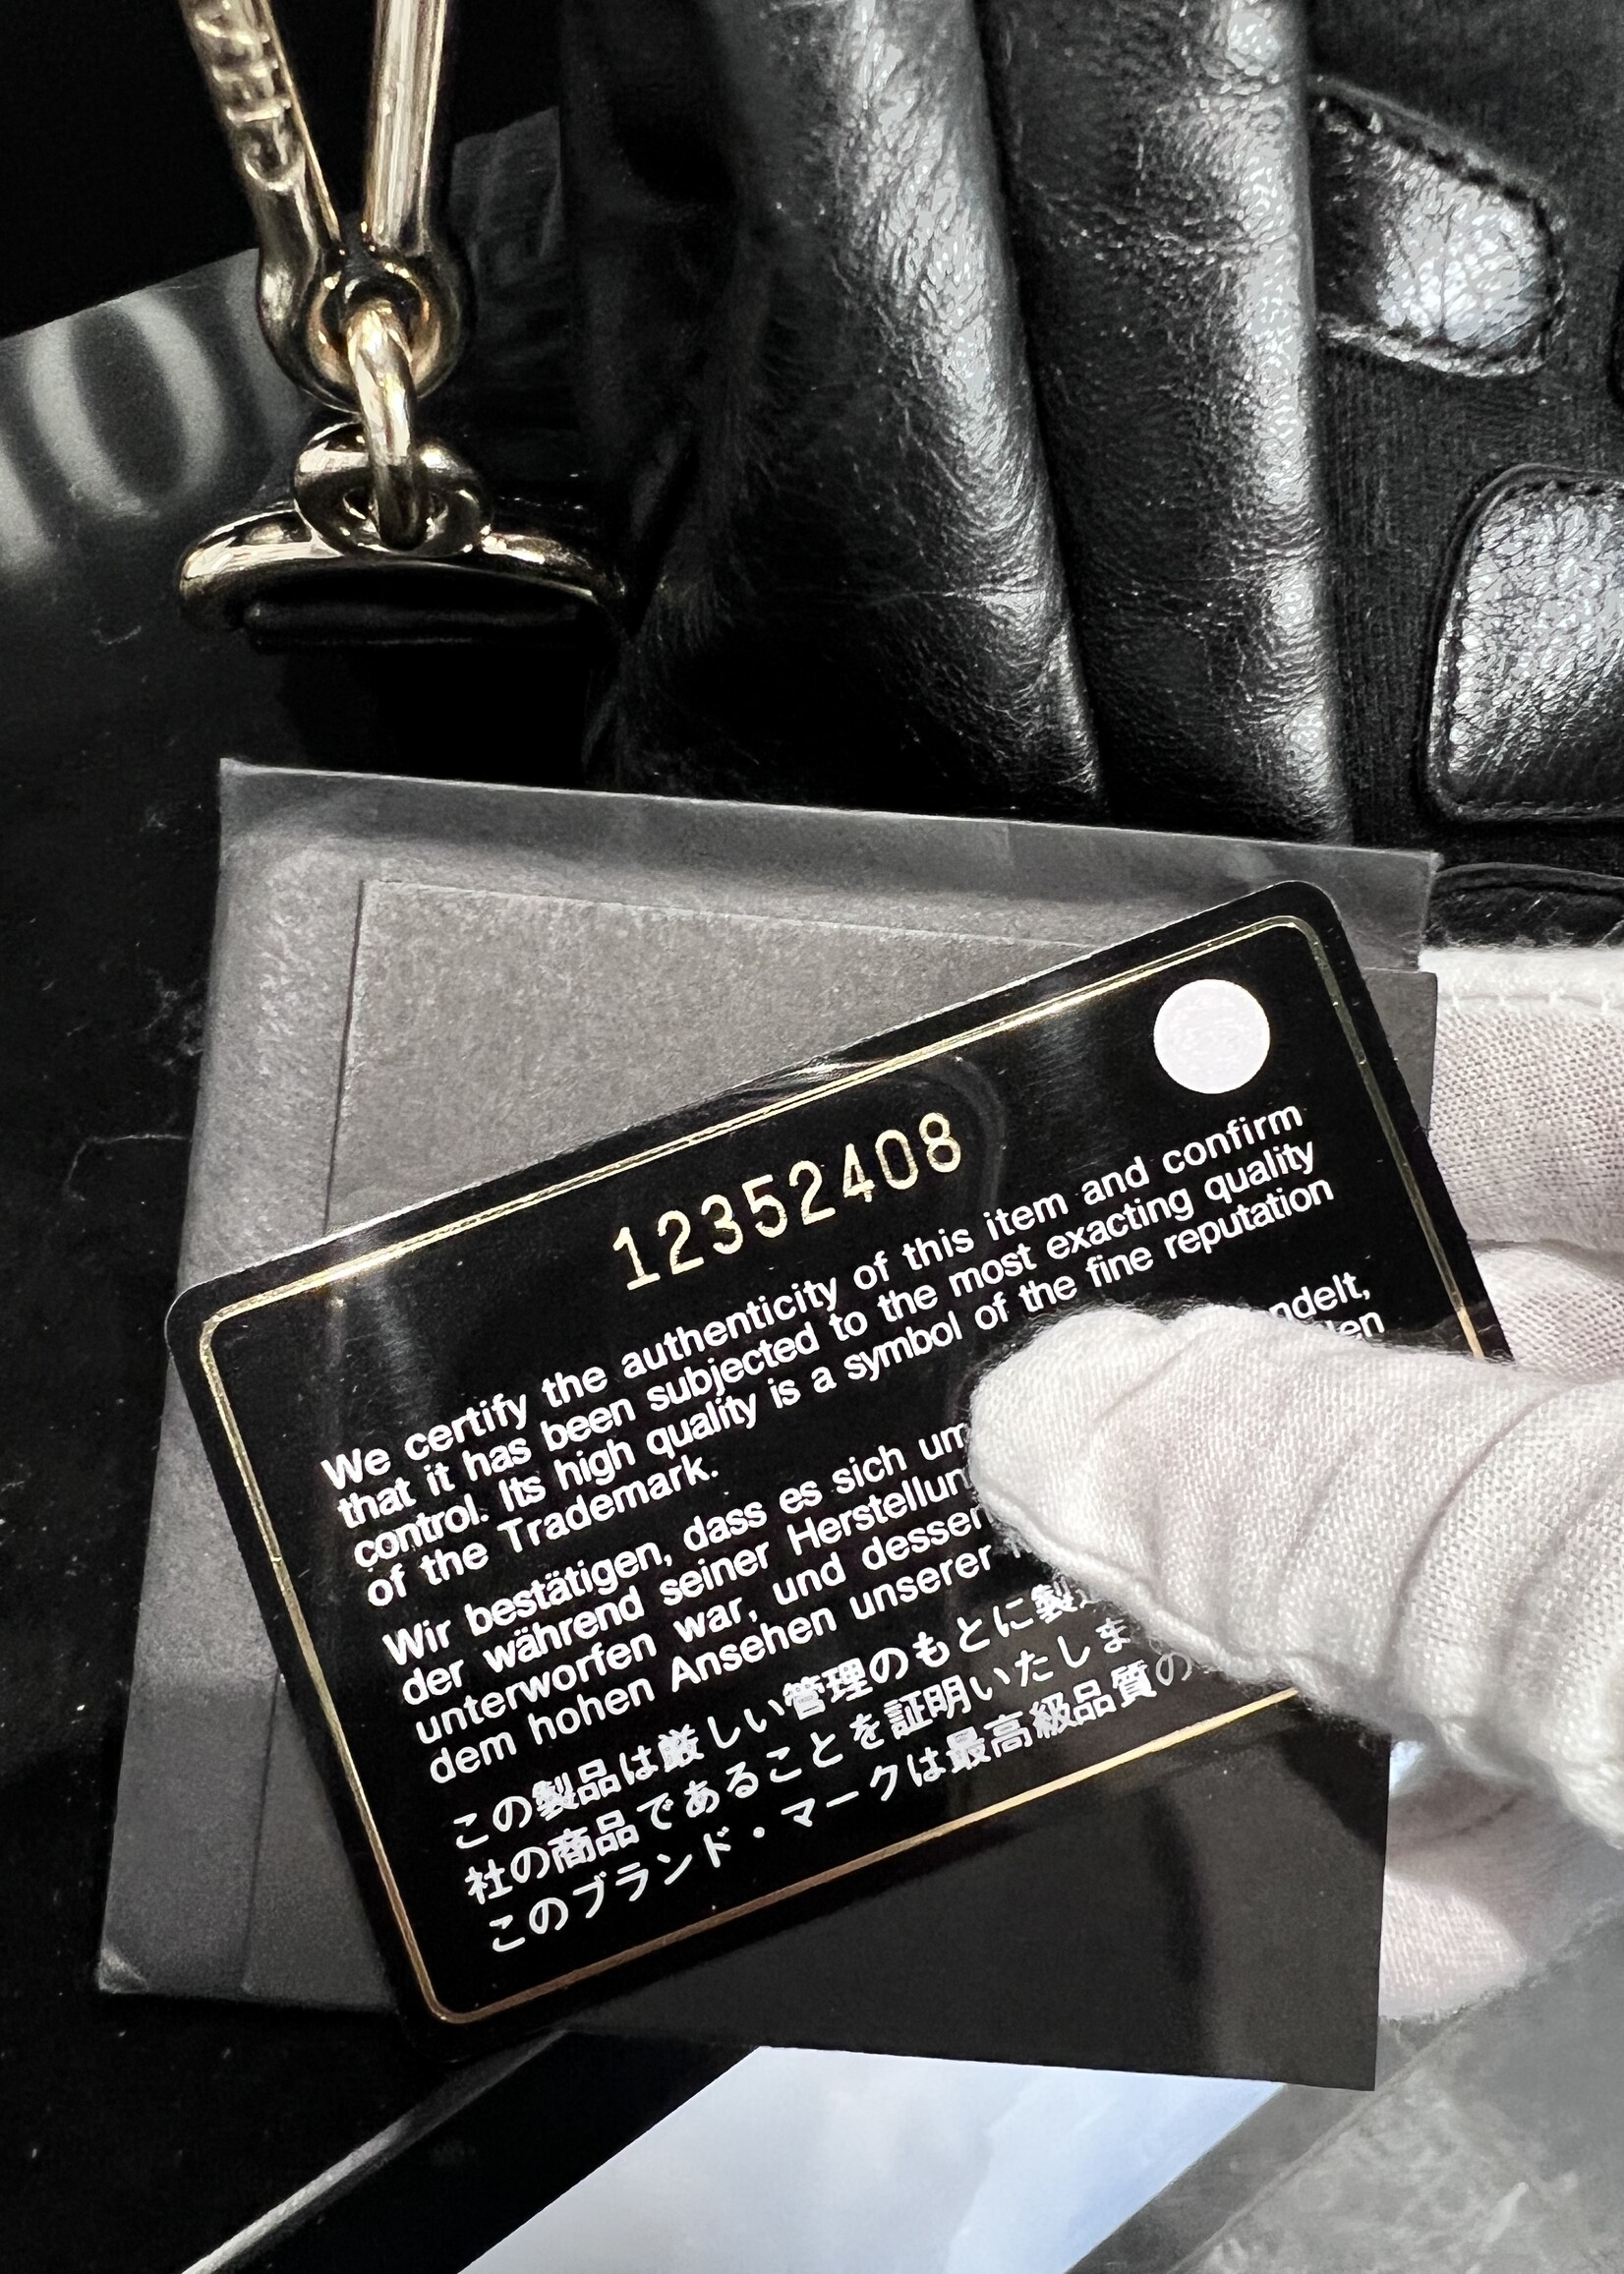 12352408
We certify the authenticity of this item and confirm
that it has been subjected to the most exacting quality
control. Its high quality is a symbol of the fine reputation
of the Trademark.
Wir bestätigen, dass es sich
der während seiner
unterworfen war, und
dem hohen Ansehen unserer
この製品は厳しい管理のもとに製
社の商品であることを証明いたしま
このブランド・マークは最高級品質の